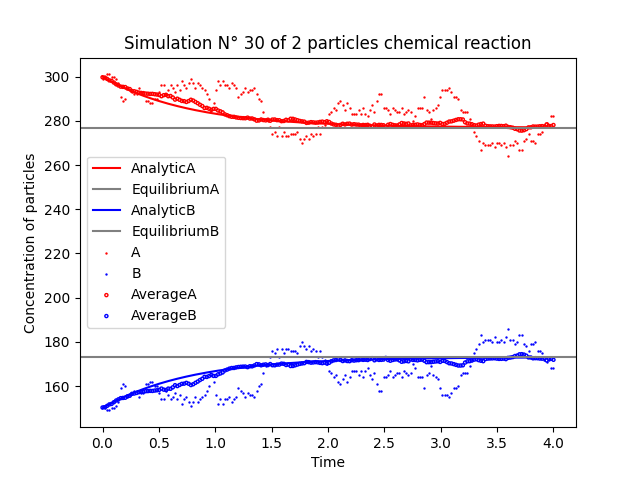 Simulation N° 30 of 2 particles chemical reaction
Concentration of particles
300
280
260
240
220
200
180
160
AnalyticA
EquilibriumA
AnalyticB
EquilibriumB
A
B
AverageA
AverageB
0.0 0.5 1.0 1.5 2.0 2.5 3.0 3.5 4.0
Time